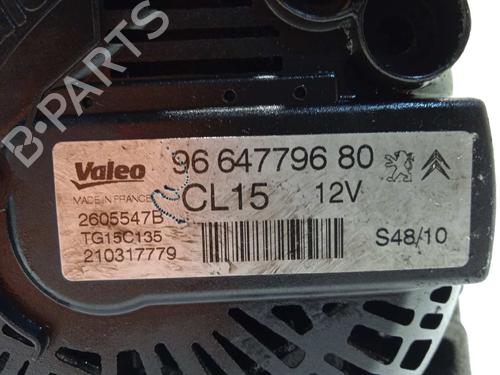 B-PARTS
Valeo
96 647796 80
MADE IN FRANCE
CL15
12V
2605547B
TG15C135
210317779
S48/10